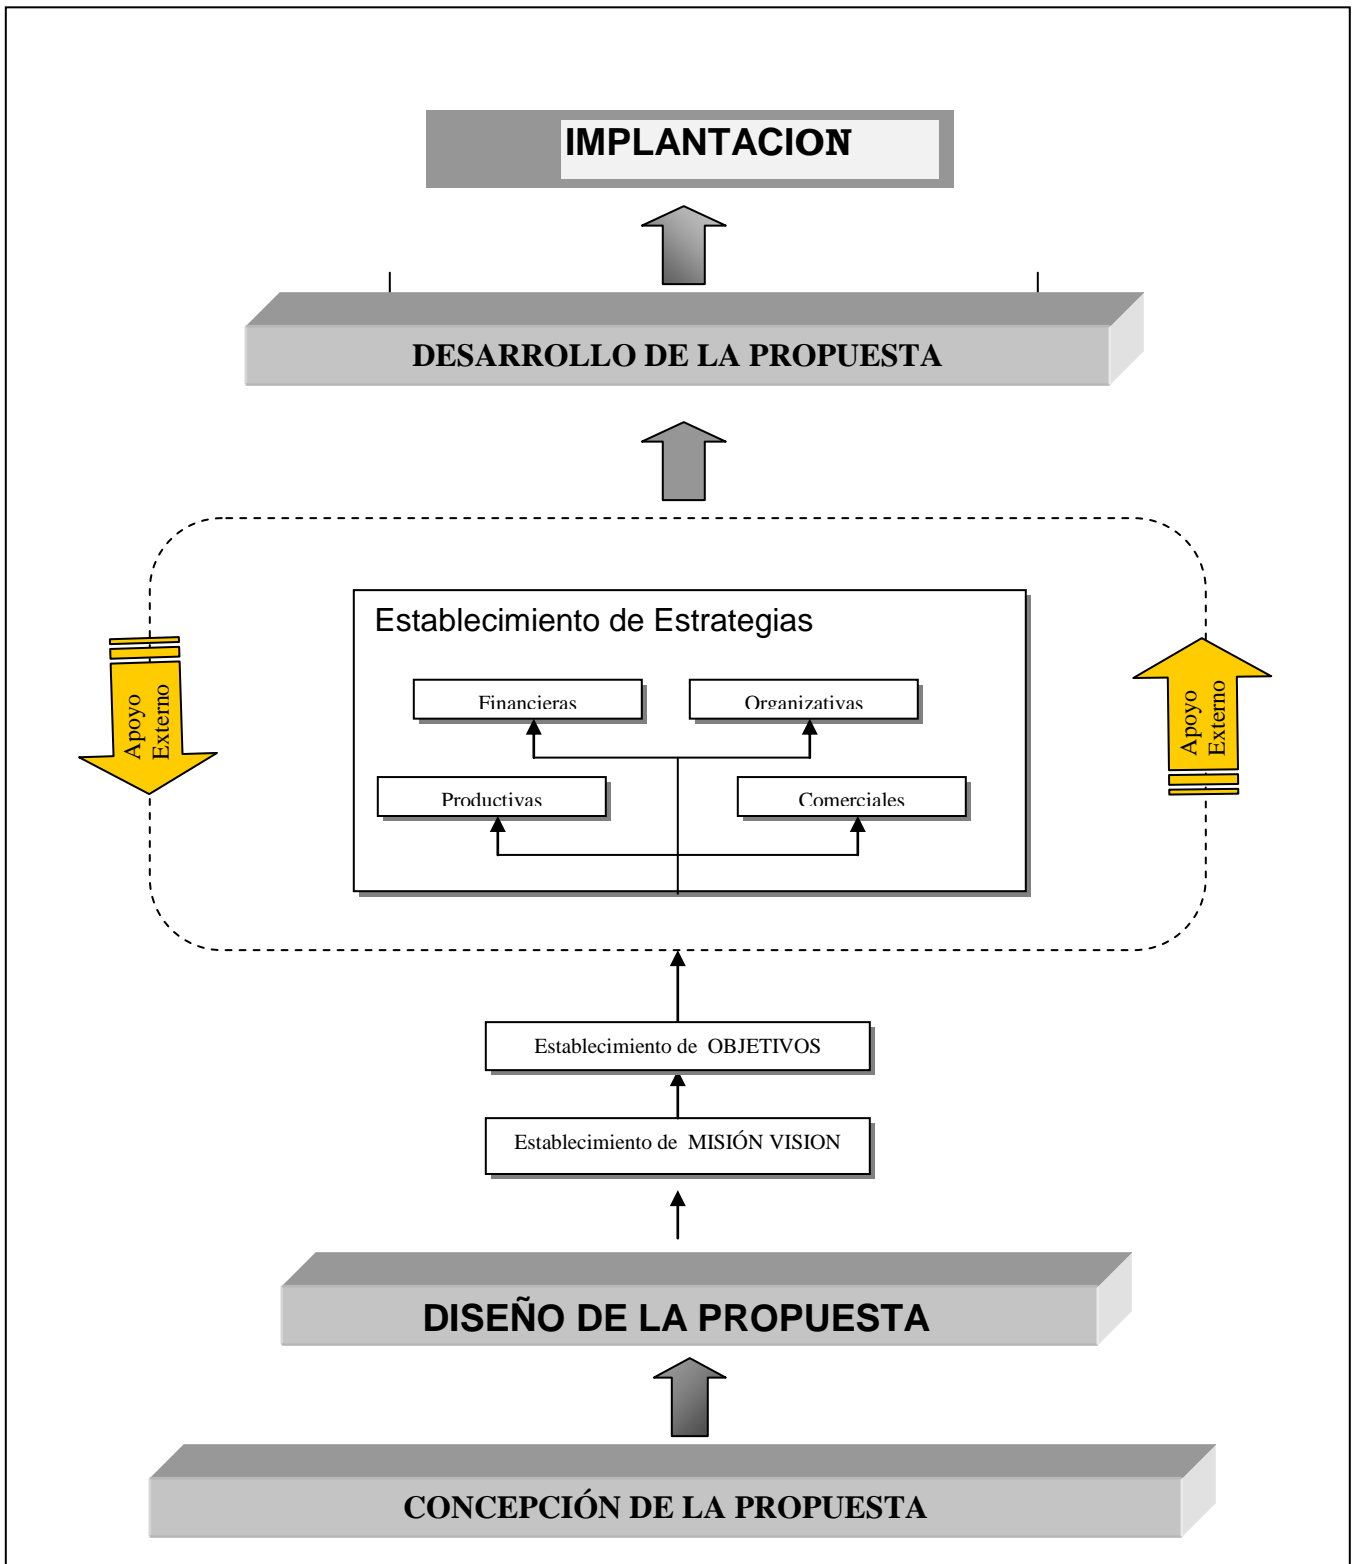 IMPLANTACION
DESARROLLO DE LA PROPUESTA
Establecimiento de Estrategias
Financieras
Organizativas
Productivas
Comerciales
Apoyo
Externo
Apoyo
Externo
Establecimiento de OBJETIVOS
Establecimiento de MISIÓN VISION
DISEÑO DE LA PROPUESTA
CONCEPCIÓN DE LA PROPUESTA